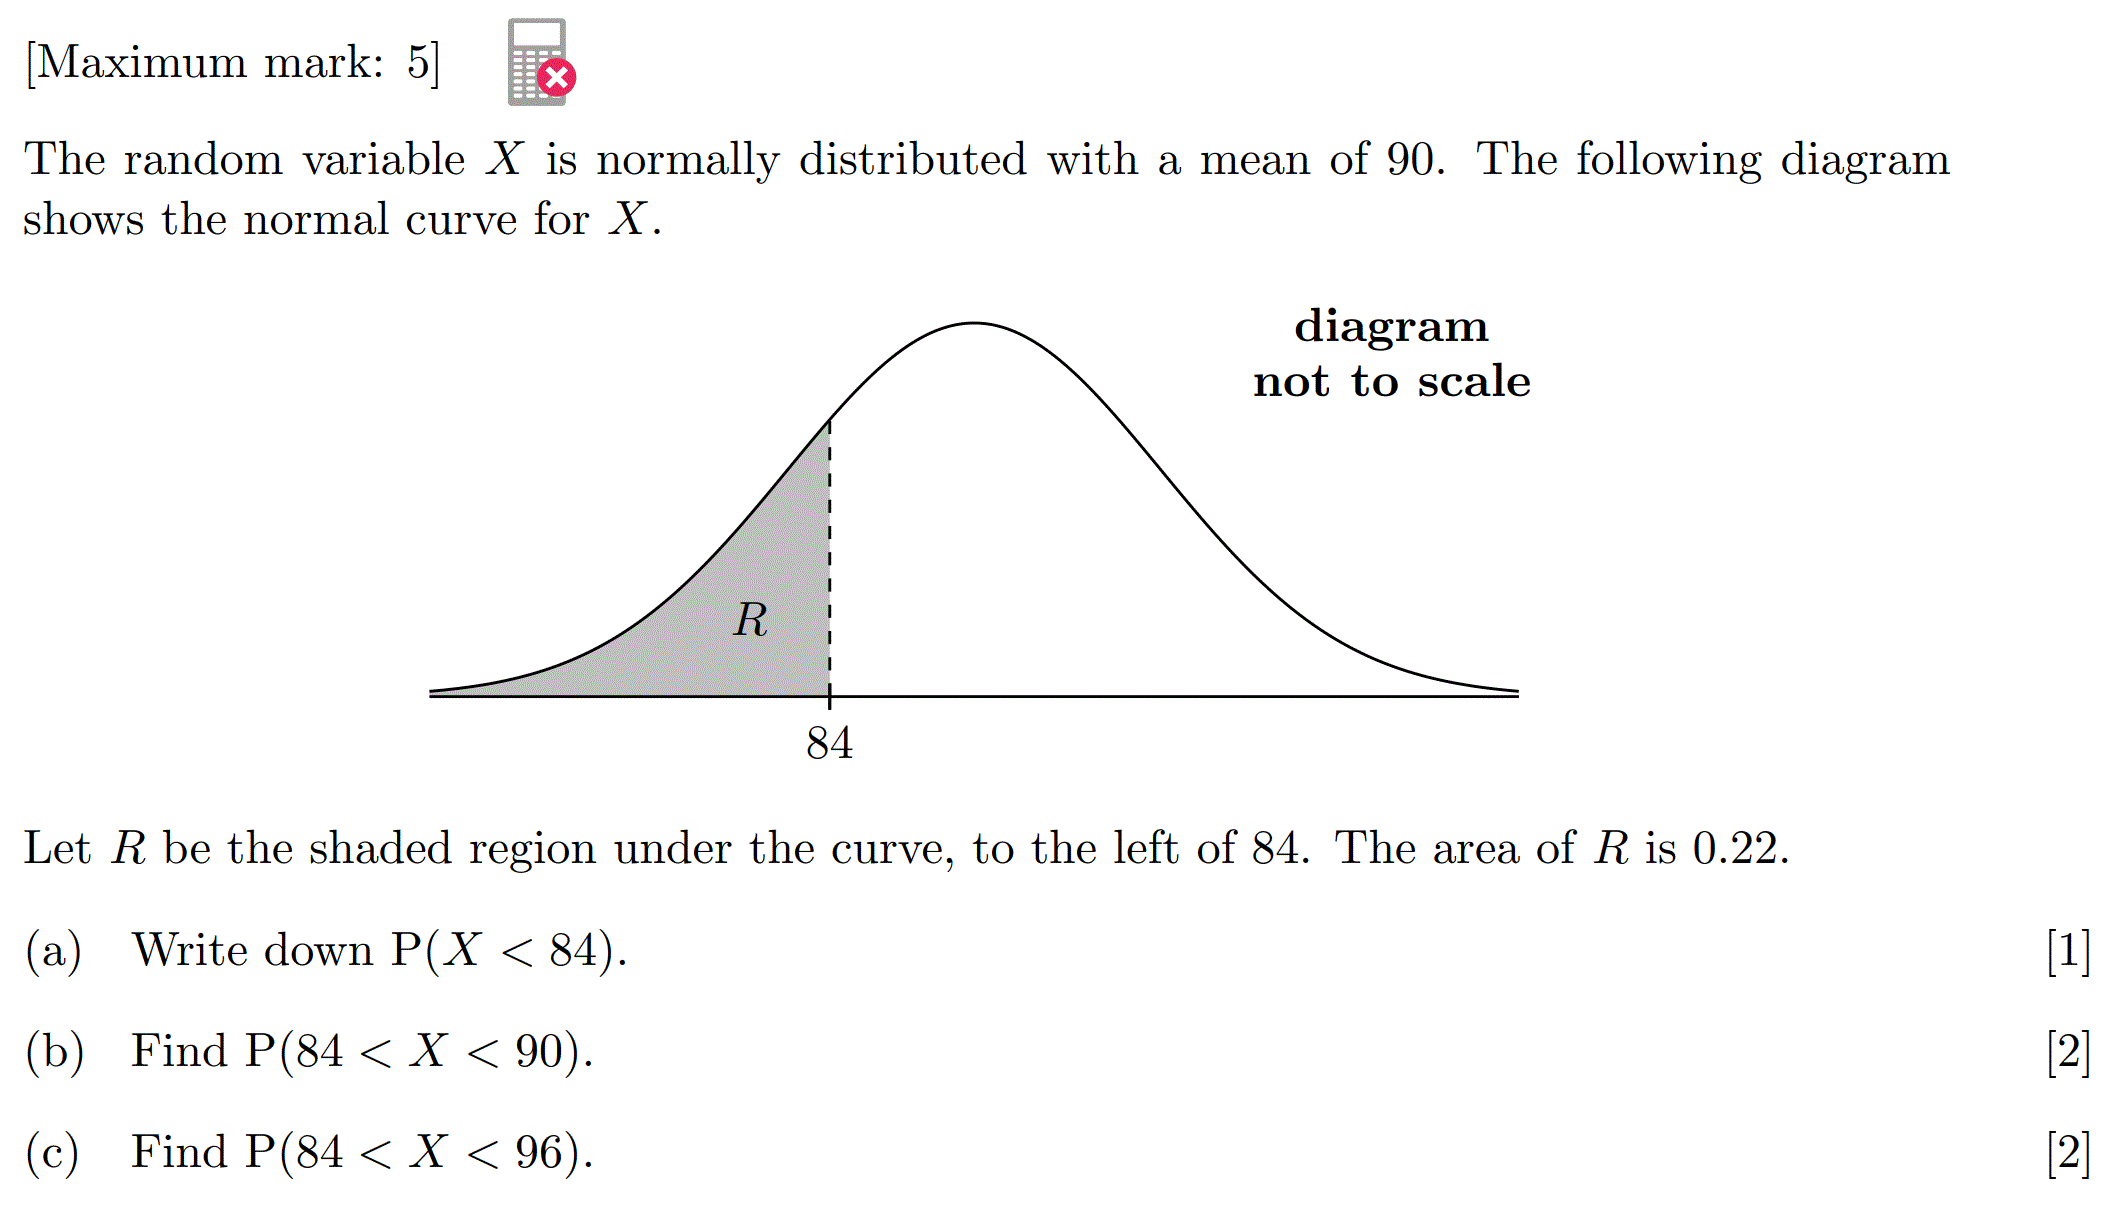 [Maximum mark: 5]
The random variable X is normally distributed with a mean of 90. The following diagram
shows the normal curve for X.
diagram
not to scale
R
84
Let R be the shaded region under the curve, to the left of 84. The area of R is 0.22.
(a) Write down P(X < 84). [1]
(b) Find P(84 < X < 90). [2]
(c) Find P(84 < X < 96). [2]